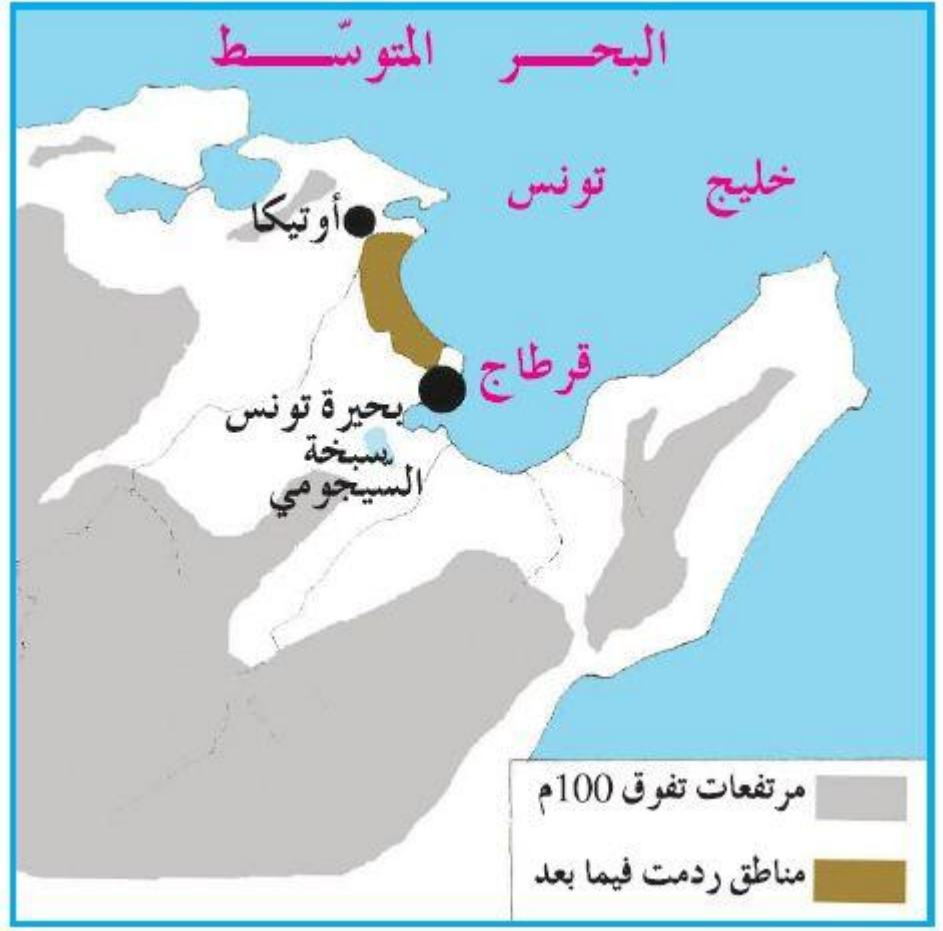 البحر المتوسّط
خليج تونس
أوتيكا
قرطاج
بحيرة تونس
سبخة
السيجومي
مرتفعات تفوق 100م
مناطق ردمت فيما بعد